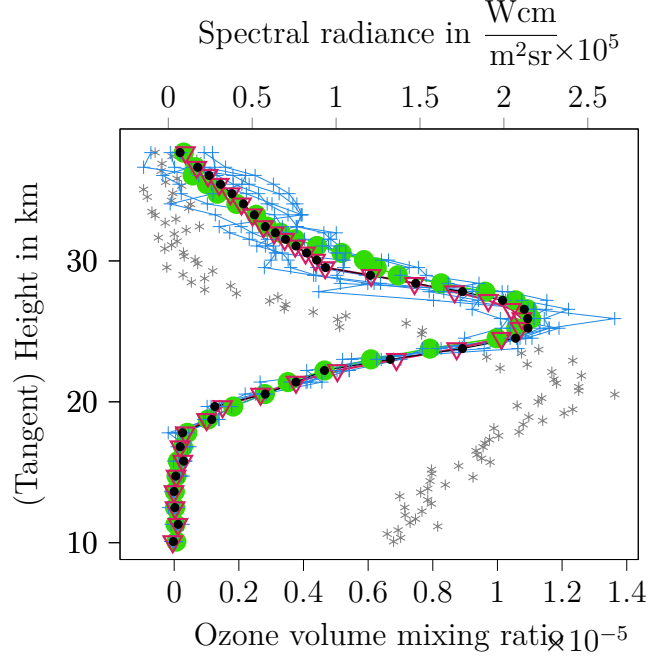 Spectral radiance in Wcm/m²sr ×10⁵
0 0.5 1 1.5 2 2.5
(Tangent) Height in km
30
20
10
0 0.2 0.4 0.6 0.8 1 1.2 1.4
Ozone volume mixing ratio ×10⁻⁵